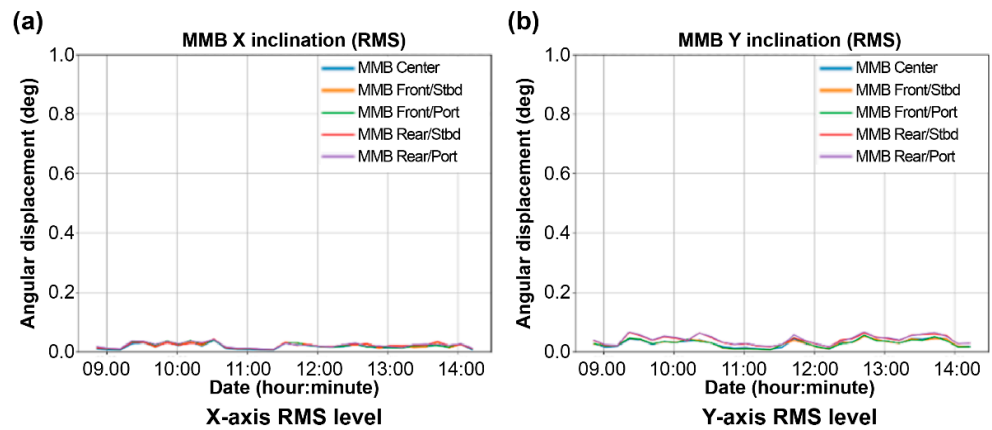 (a)
MMB X inclination (RMS)
Angular displacement (deg)
1.0
0.8
0.6
0.4
0.2
0.0
MMB Center
MMB Front/Stbd
MMB Front/Port
MMB Rear/Stbd
MMB Rear/Port
09:00 10:00 11:00 12:00 13:00 14:00
Date (hour:minute)
X-axis RMS level
(b)
MMB Y inclination (RMS)
Angular displacement (deg)
1.0
0.8
0.6
0.4
0.2
0.0
MMB Center
MMB Front/Stbd
MMB Front/Port
MMB Rear/Stbd
MMB Rear/Port
09:00 10:00 11:00 12:00 13:00 14:00
Date (hour:minute)
Y-axis RMS level